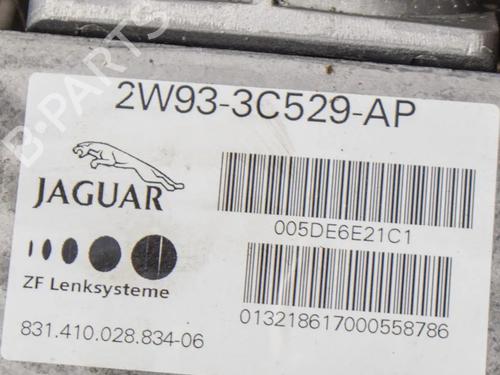 B-PARTS
2W93-3C529-AP
JAGUAR
005DE6E21C1
ZF Lenksysteme
013218617000558786
831.410.028.834-06